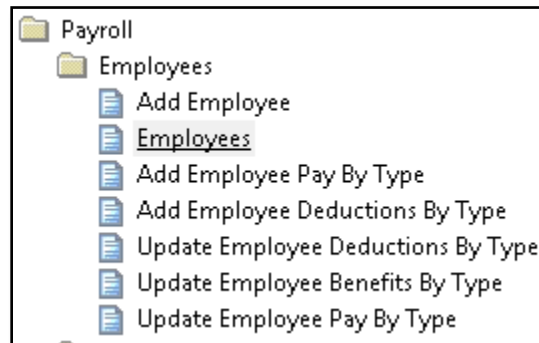 Payroll
Employees
Add Employee
Employees
Add Employee Pay By Type
Add Employee Deductions By Type
Update Employee Deductions By Type
Update Employee Benefits By Type
Update Employee Pay By Type